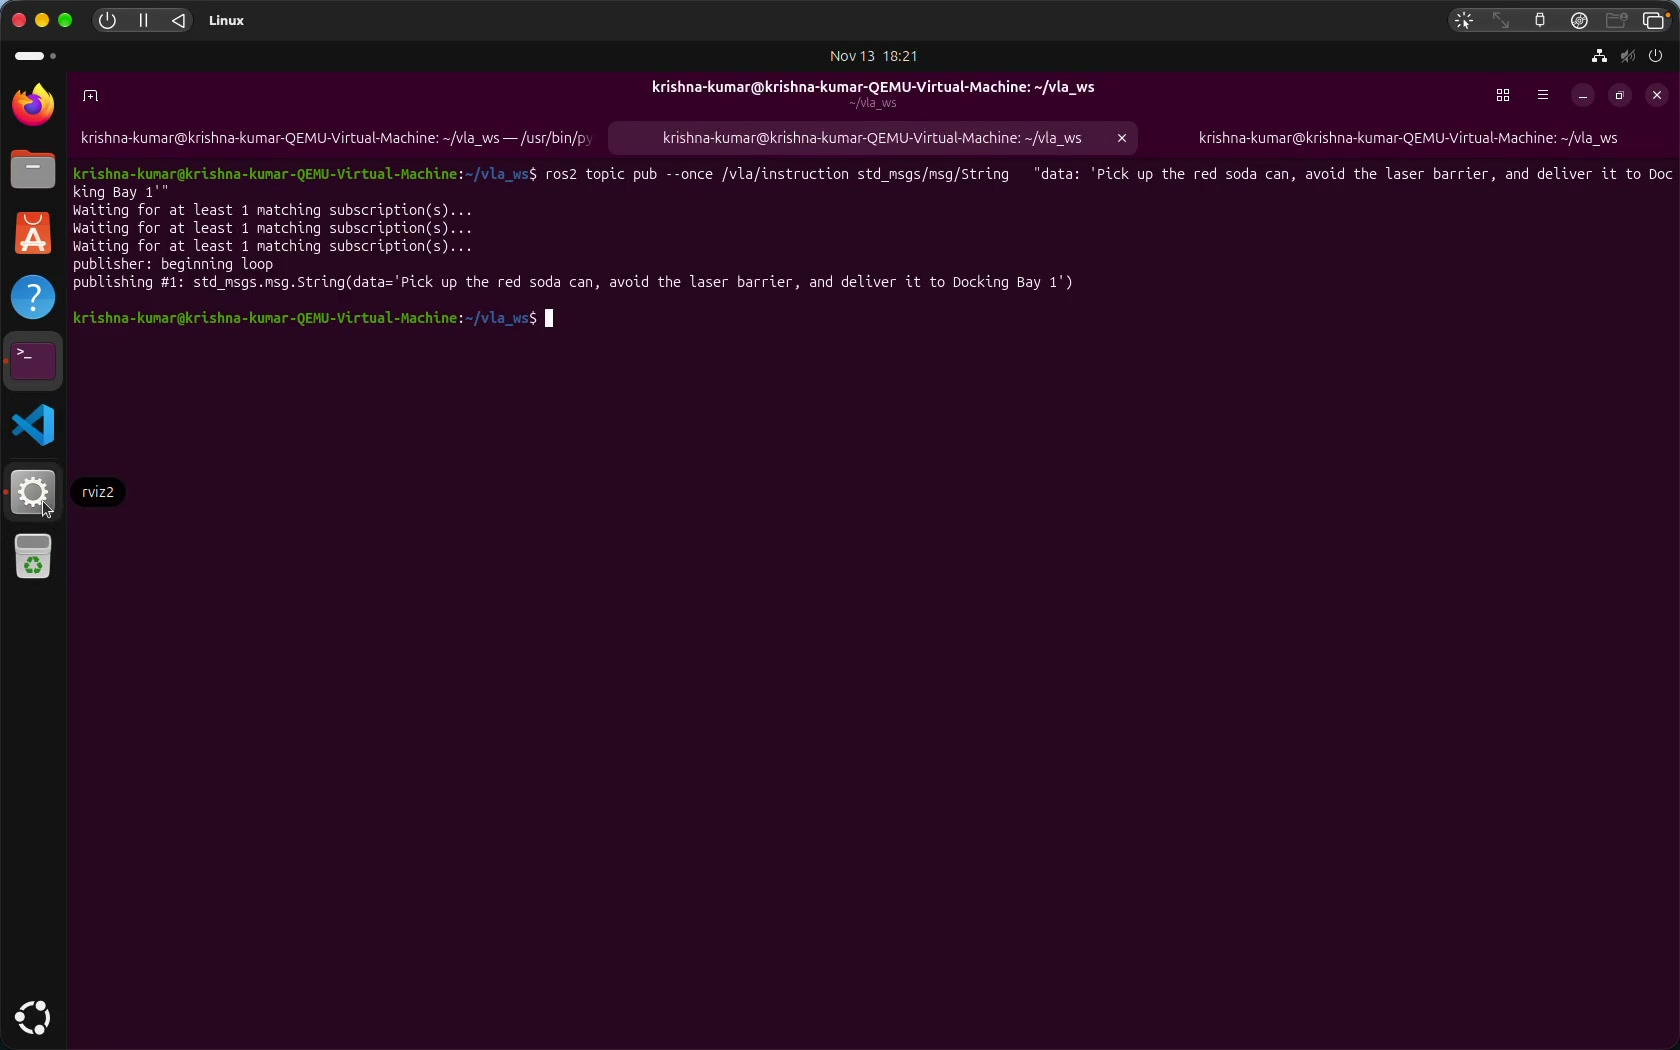 Linux
Nov 13 18:21
krishna-kumar@krishna-kumar-QEMU-Virtual-Machine: ~/vla_ws
~/vla_ws
krishna-kumar@krishna-kumar-QEMU-Virtual-Machine: ~/vla_ws — /usr/bin/py
krishna-kumar@krishna-kumar-QEMU-Virtual-Machine: ~/vla_ws
krishna-kumar@krishna-kumar-QEMU-Virtual-Machine: ~/vla_ws
krishna-kumar@krishna-kumar-QEMU-Virtual-Machine:~/vla_ws$ ros2 topic pub --once /vla/instruction std_msgs/msg/String   "data: 'Pick up the red soda can, avoid the laser barrier, and deliver it to Doc
king Bay 1'"
Waiting for at least 1 matching subscription(s)...
Waiting for at least 1 matching subscription(s)...
Waiting for at least 1 matching subscription(s)...
publisher: beginning loop
publishing #1: std_msgs.msg.String(data='Pick up the red soda can, avoid the laser barrier, and deliver it to Docking Bay 1')
krishna-kumar@krishna-kumar-QEMU-Virtual-Machine:~/vla_ws$
>_
rviz2